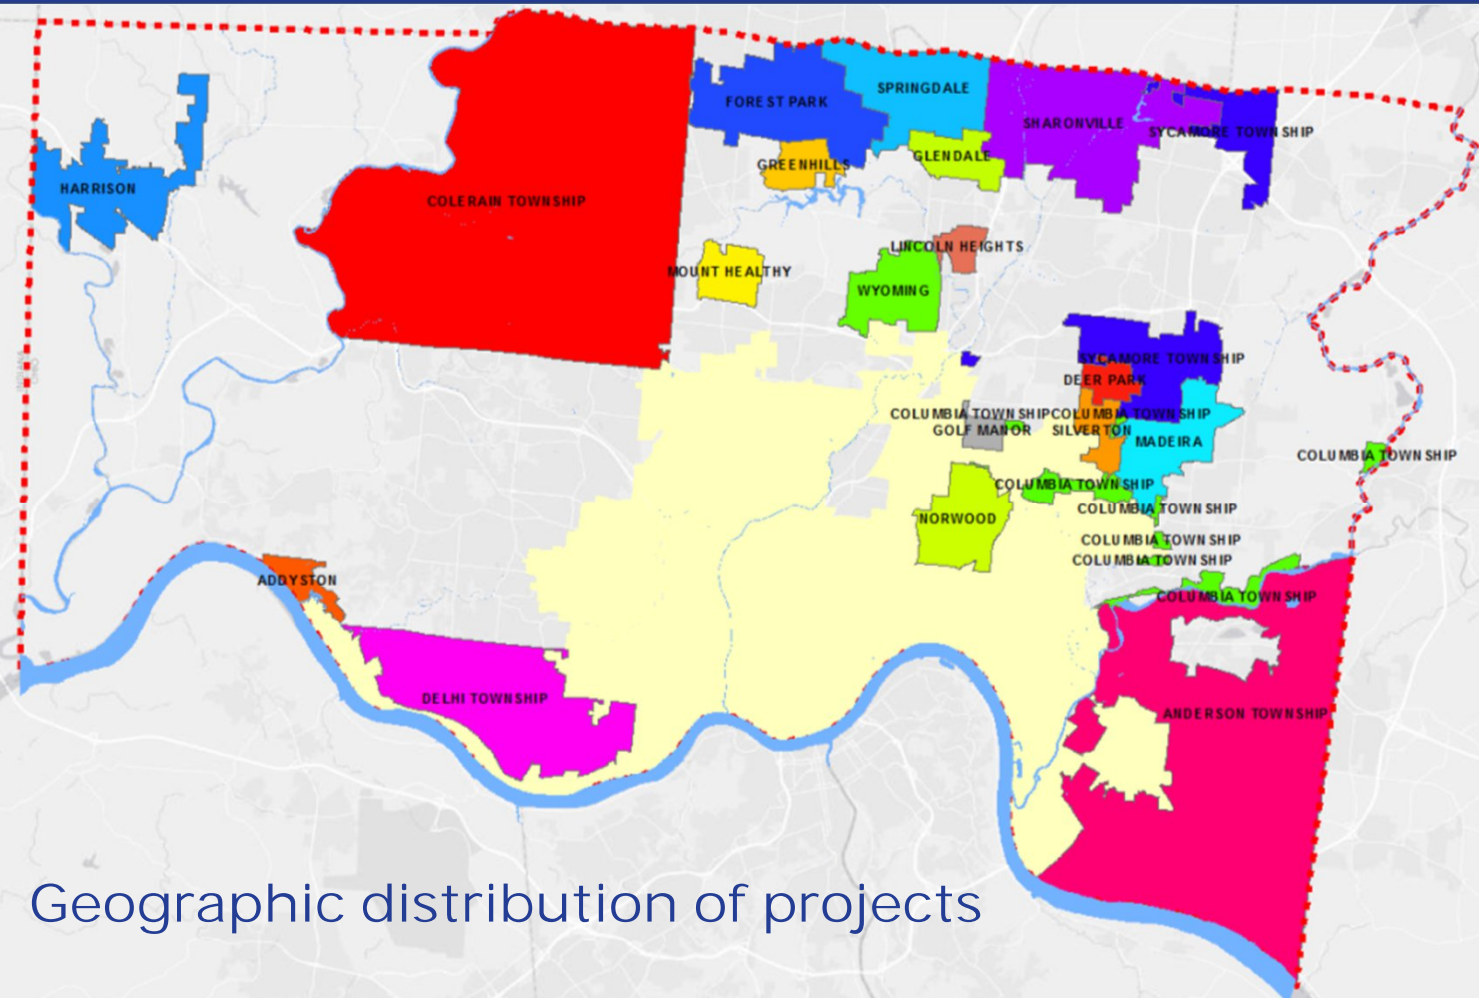 FOREST PARK
SPRINGDALE
SHARONVILLE
SYCAMORE TOWNSHIP
GREENHILLS
GLENDALE
HARRISON
COLERAIN TOWNSHIP
LINCOLN HEIGHTS
MOUNT HEALTHY
WYOMING
SYCAMORE TOWNSHIP
DEER PARK
COLUMBIA TOWNSHIP
COLUMBIA TOWNSHIP
GOLF MANOR
SILVERTON
MADEIRA
COLUMBIA TOWNSHIP
COLUMBIA TOWNSHIP
COLUMBIA TOWNSHIP
NORWOOD
COLUMBIA TOWNSHIP
COLUMBIA TOWNSHIP
ADDYSTON
COLUMBIA TOWNSHIP
DELHI TOWNSHIP
ANDERSON TOWNSHIP
Geographic distribution of projects